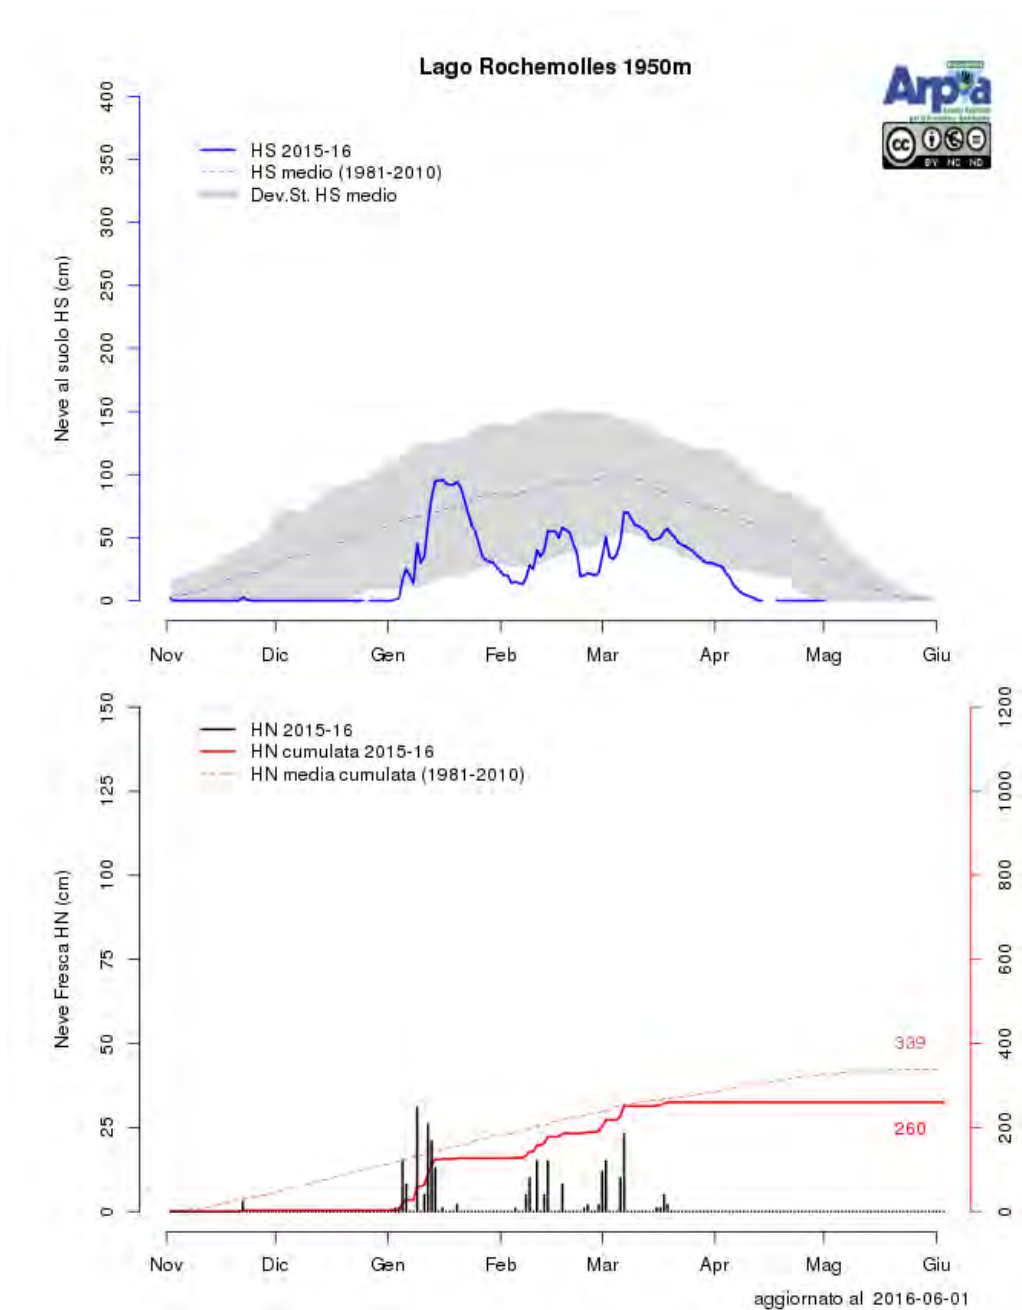 Lago Rochemolles 1950m
Arpa
cc
BY NC ND
HS 2015-16
HS medio (1981-2010)
Dev.St. HS medio
Neve al suolo HS (cm)
400
350
300
250
200
150
100
50
0
Nov Dic Gen Feb Mar Apr Mag Giu
HN 2015-16
HN cumulata 2015-16
HN media cumulata (1981-2010)
Neve Fresca HN (cm)
150
125
100
75
50
25
0
1200
1000
800
600
400
200
0
339
260
Nov Dic Gen Feb Mar Apr Mag Giu
aggiornato al 2016-06-01